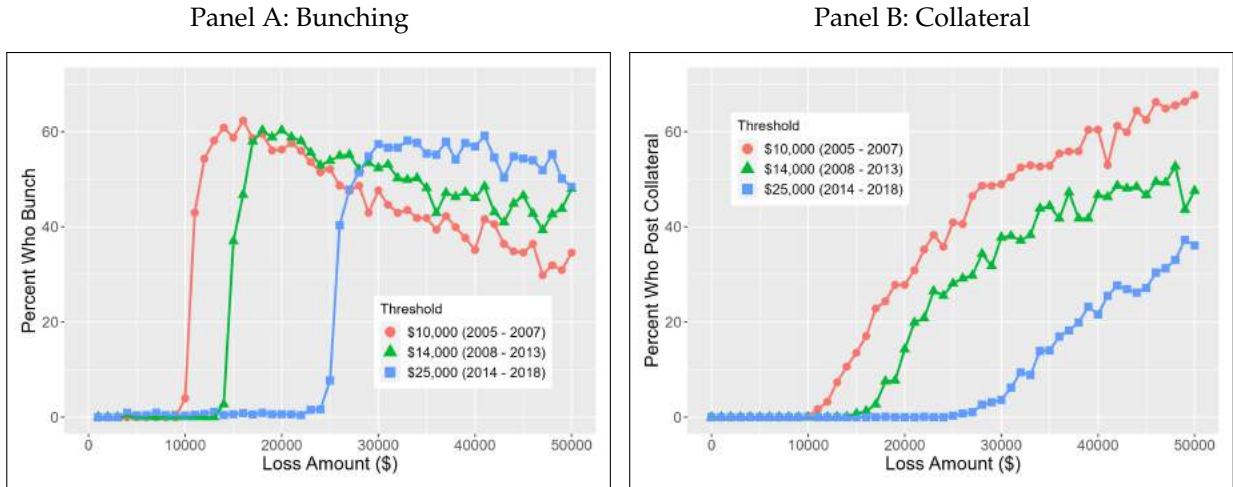 Panel A: Bunching
Percent Who Bunch
60
40
20
0
Threshold
$10,000 (2005 - 2007)
$14,000 (2008 - 2013)
$25,000 (2014 - 2018)
0 10000 20000 30000 40000 50000
Loss Amount ($)
Panel B: Collateral
Percent Who Post Collateral
60
40
20
0
Threshold
$10,000 (2005 - 2007)
$14,000 (2008 - 2013)
$25,000 (2014 - 2018)
0 10000 20000 30000 40000 50000
Loss Amount ($)